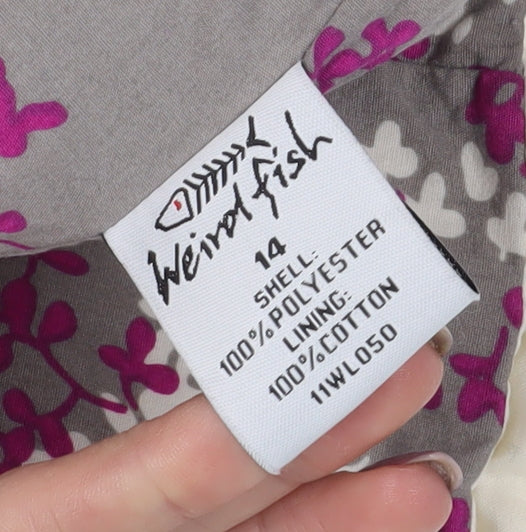 Weird fish
14
SHELL:
100%POLYESTER
LINING:
100%COTTON
11WL050